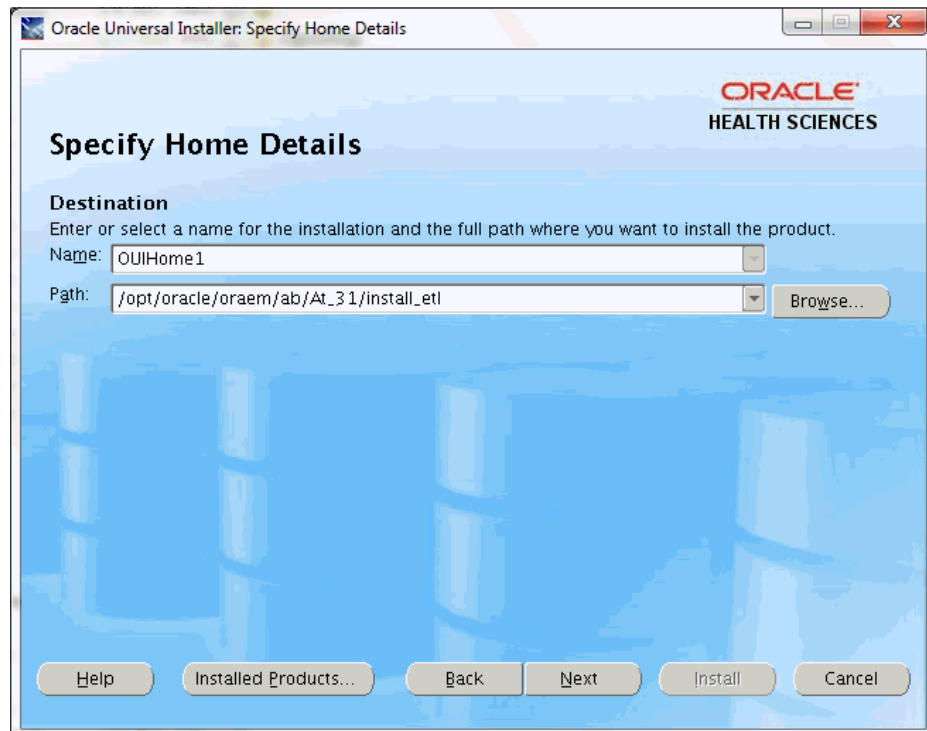 Oracle Universal Installer: Specify Home Details
ORACLE
HEALTH SCIENCES
Specify Home Details
Destination
Enter or select a name for the installation and the full path where you want to install the product.
Name: OUIHome1
Path: /opt/oracle/oraem/ab/At_31/install_etl Browse...
Help Installed Products... Back Next Install Cancel